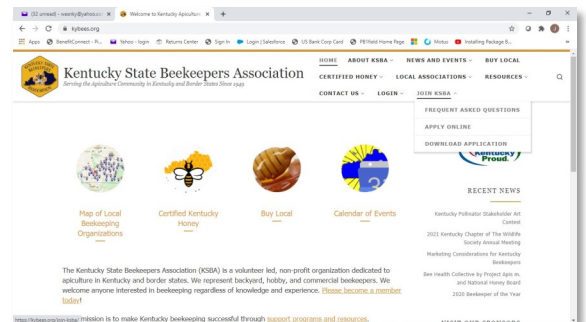 (32 unread) - weenky@yahoo.co
Welcome to Kentucky Apiculture
kybees.org
Apps
BenefitConnect - Pl...
Yahoo - login
Returns Center
Sign In
Login | Salesforce
US Bank Corp Card
PB1field Home Page
Mutus
Installing Package B...
Kentucky State Beekeepers Association
Serving the Apiculture Community in Kentucky and Border States Since 1949
HOME ABOUT KSBA NEWS AND EVENTS BUY LOCAL
CERTIFIED HONEY LOCAL ASSOCIATIONS RESOURCES
CONTACT US LOGIN JOIN KSBA
FREQUENT ASKED QUESTIONS
APPLY ONLINE
DOWNLOAD APPLICATION
Kentucky
Proud.
Map of Local
Beekeeping
Organizations
Certified Kentucky
Honey
Buy Local
Calendar of Events
RECENT NEWS
Kentucky Pollinator Stakeholder Art
Contest
2021 Kentucky Chapter of The Wildlife
Society Annual Meeting
Marketing Considerations for Kentucky
Beekeepers
Bee Health Collective by Project Apis m.
and National Honey Board
2020 Beekeeper of the Year
The Kentucky State Beekeepers Association (KSBA) is a volunteer led, non-profit organization dedicated to
apiculture in Kentucky and border states. We represent backyard, hobby, and commercial beekeepers. We
welcome anyone interested in beekeeping regardless of knowledge and experience. Please become a member
today!
https://kybees.org/join-ksba/
mission is to make Kentucky beekeeping successful through support programs and resources.
VISIT OUR SPONSORS